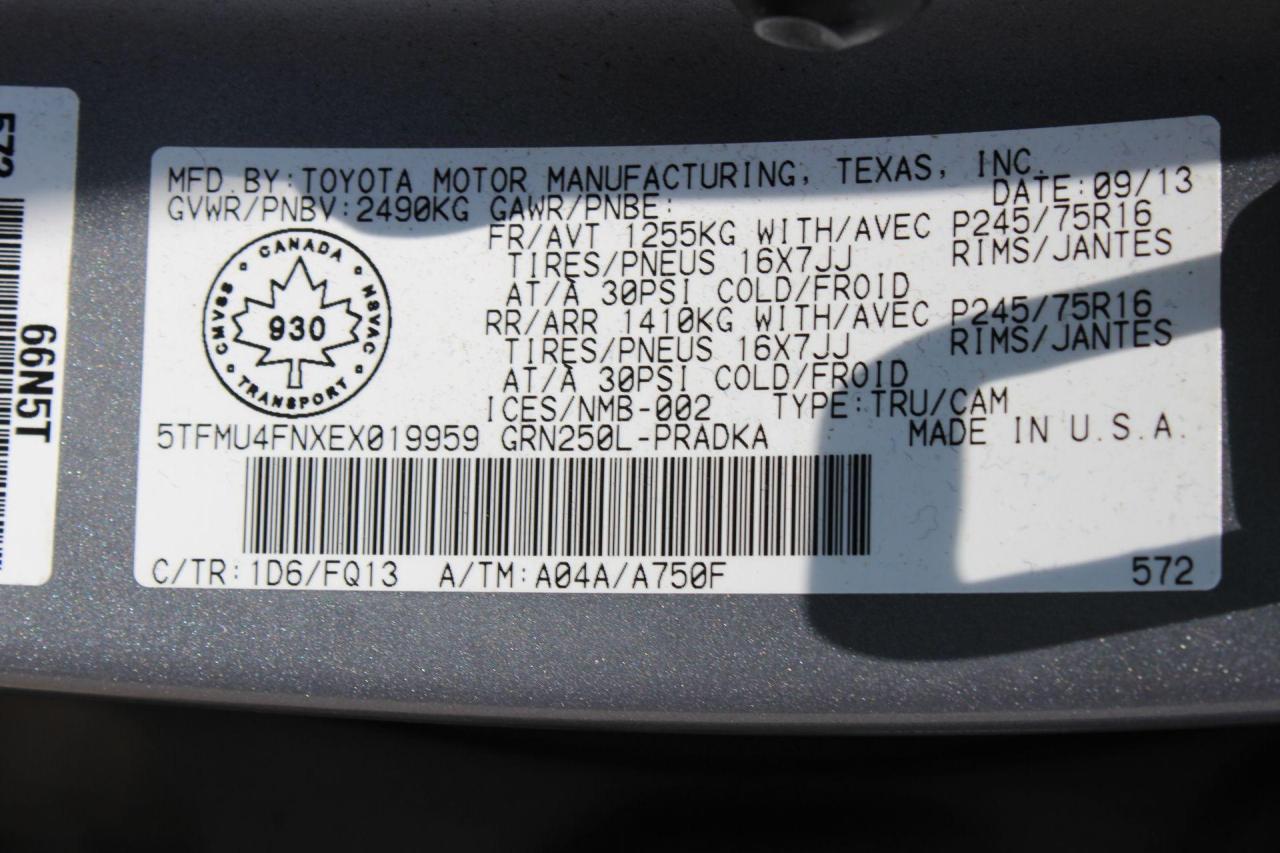 MFD.BY:TOYOTA MOTOR MANUFACTURING, TEXAS, INC.
DATE:09/13
GVWR/PNBV:2490KG GAWR/PNBE:
FR/AVT 1255KG WITH/AVEC P245/75R16
TIRES/PNEUS 16X7JJ RIMS/JANTES
AT/À 30PSI COLD/FROID
RR/ARR 1410KG WITH/AVEC P245/75R16
TIRES/PNEUS 16X7JJ RIMS/JANTES
AT/À 30PSI COLD/FROID
ICES/NMB-002 TYPE:TRU/CAM
CANADA
NSVAC
TRANSPORT
CMVSS
930
5TFMU4FNXEX019959 GRN250L-PRADKA MADE IN U.S.A.
C/TR:1D6/FQ13 A/TM:A04A/A750F 572
572
66N5T